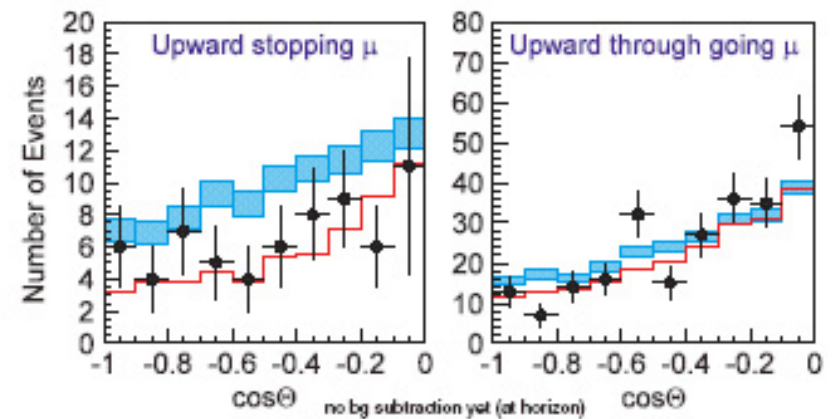 Upward stopping μ
20
18
16
14
12
10
8
6
4
2
0
Number of Events
-1 -0.8 -0.6 -0.4 -0.2 0
cosΘ
Upward through going μ
80
70
60
50
40
30
20
10
0
-1 -0.8 -0.6 -0.4 -0.2 0
cosΘ
no bg subtraction yet (at horizon)